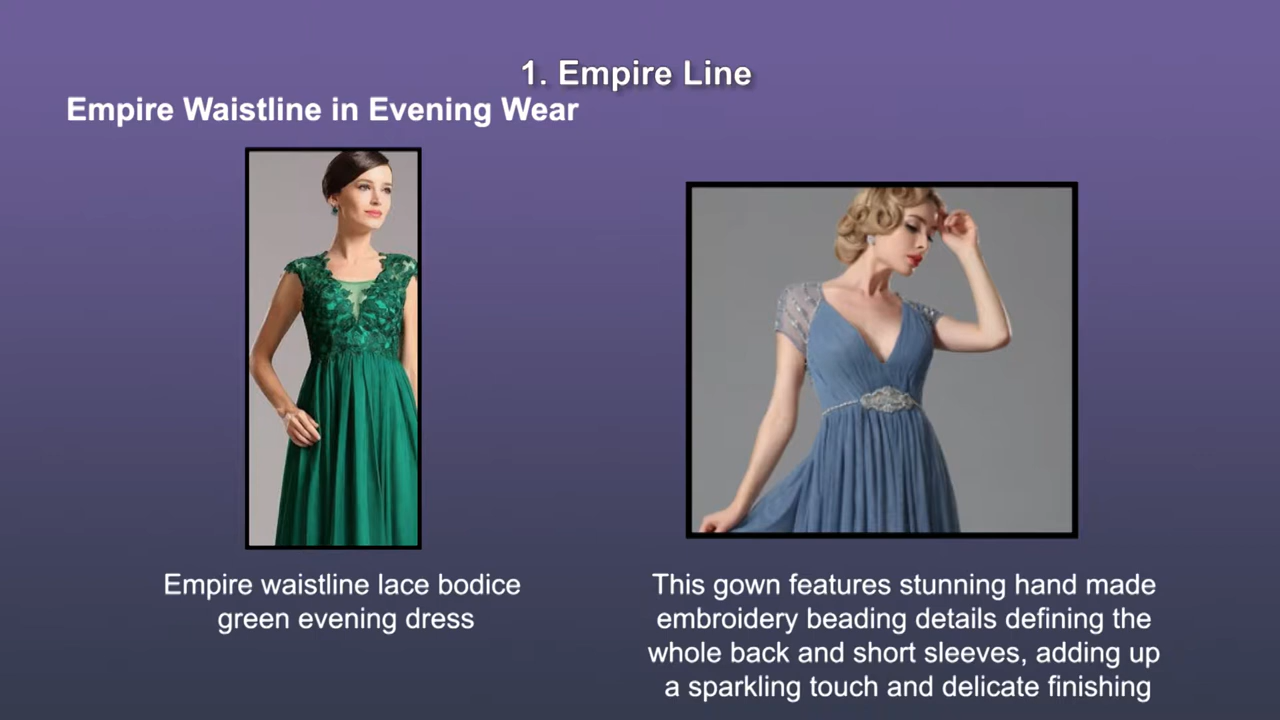 1. Empire Line
Empire Waistline in Evening Wear
Empire waistline lace bodice
green evening dress
This gown features stunning hand made
embroidery beading details defining the
whole back and short sleeves, adding up
a sparkling touch and delicate finishing